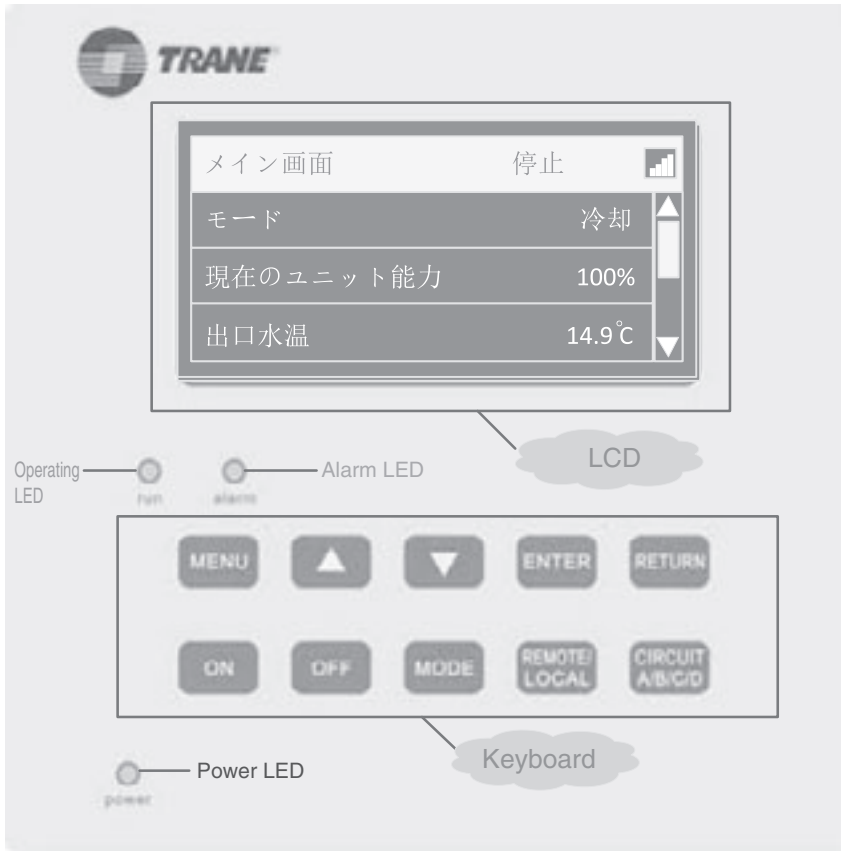 TRANE
メイン画面 停止
モード 冷却
現在のユニット能力 100%
出口水温 14.9℃
LCD
Operating
LED
Alarm LED
run alarm
MENU ▲ ▼ ENTER RETURN
ON OFF MODE REMOTE/
LOCAL CIRCUIT
A/B/C/D
Keyboard
Power LED
power